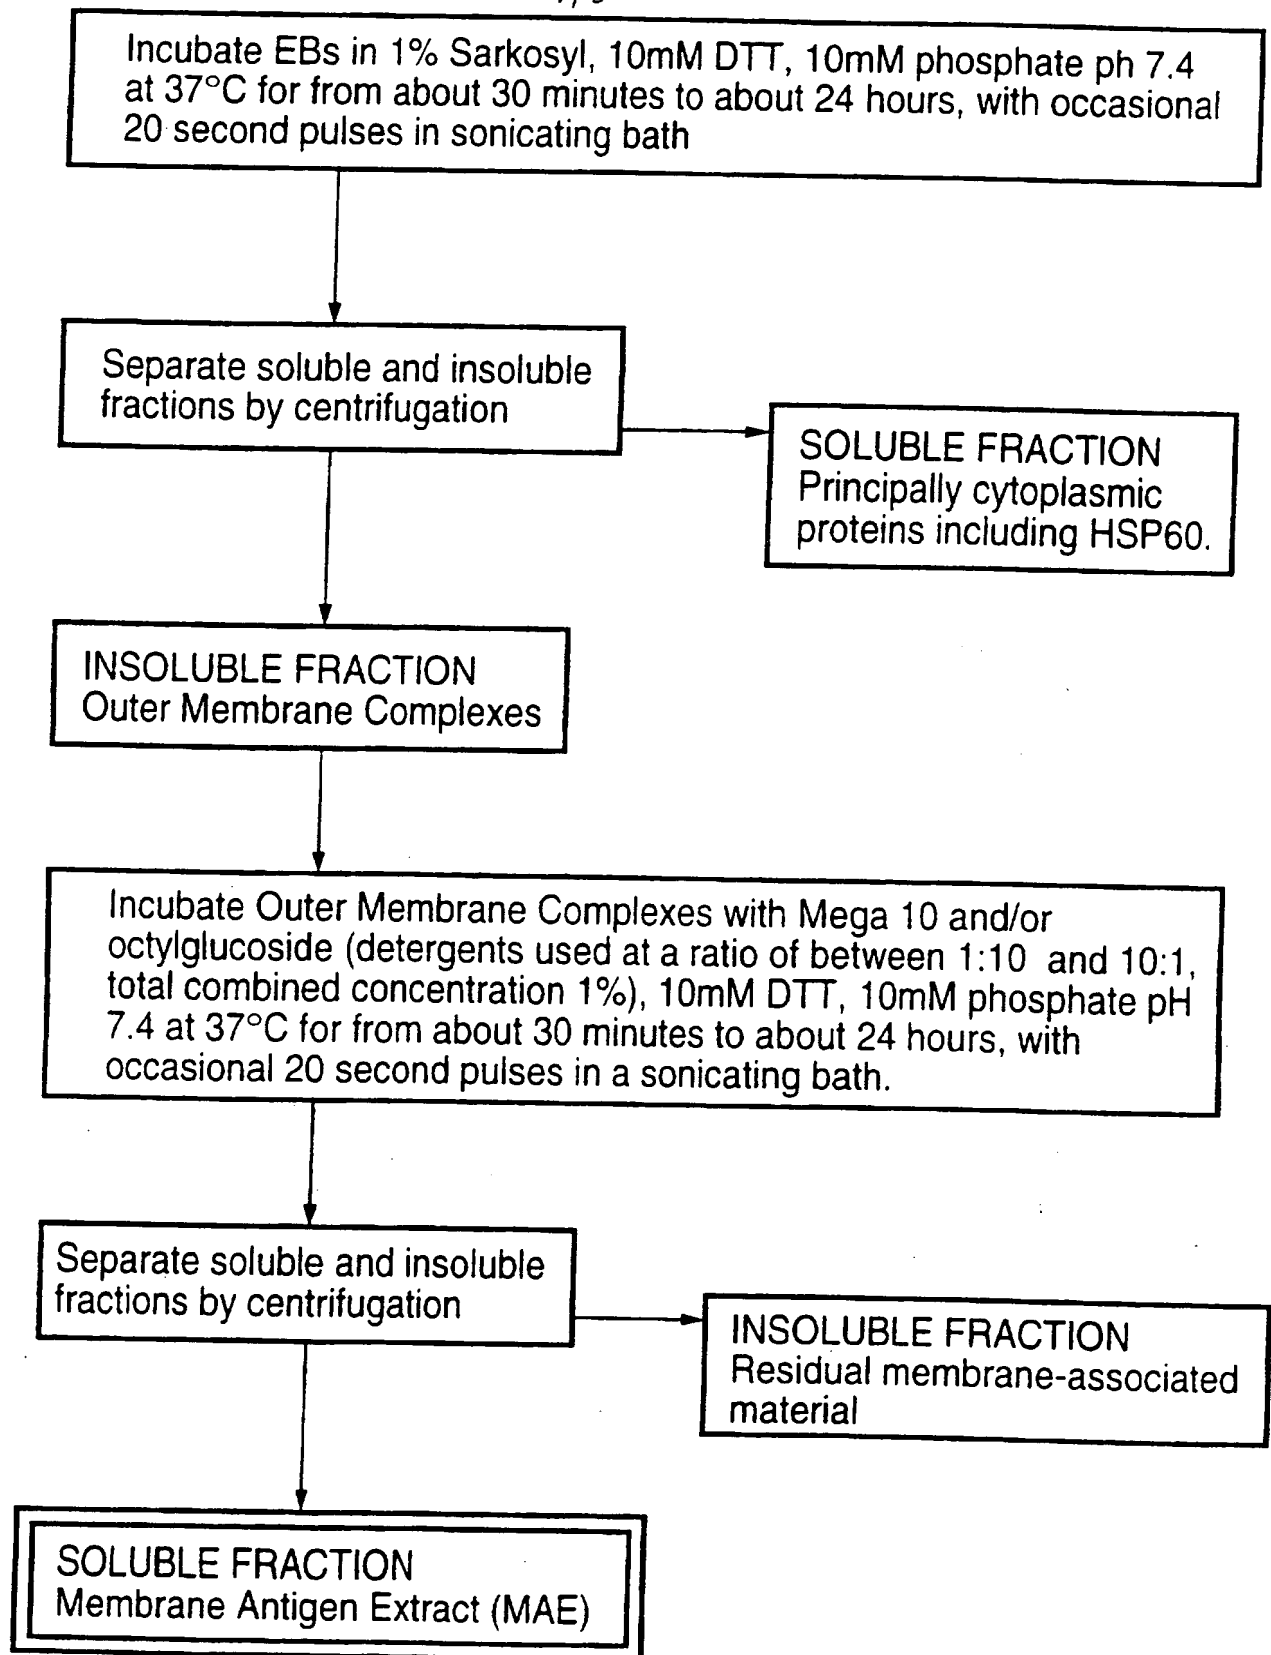 Incubate EBs in 1% Sarkosyl, 10mM DTT, 10mM phosphate ph 7.4
at 37°C for from about 30 minutes to about 24 hours, with occasional
20 second pulses in sonicating bath
Separate soluble and insoluble
fractions by centrifugation
SOLUBLE FRACTION
Principally cytoplasmic
proteins including HSP60.
INSOLUBLE FRACTION
Outer Membrane Complexes
Incubate Outer Membrane Complexes with Mega 10 and/or
octylglucoside (detergents used at a ratio of between 1:10 and 10:1,
total combined concentration 1%), 10mM DTT, 10mM phosphate pH
7.4 at 37°C for from about 30 minutes to about 24 hours, with
occasional 20 second pulses in a sonicating bath.
Separate soluble and insoluble
fractions by centrifugation
INSOLUBLE FRACTION
Residual membrane-associated
material
SOLUBLE FRACTION
Membrane Antigen Extract (MAE)